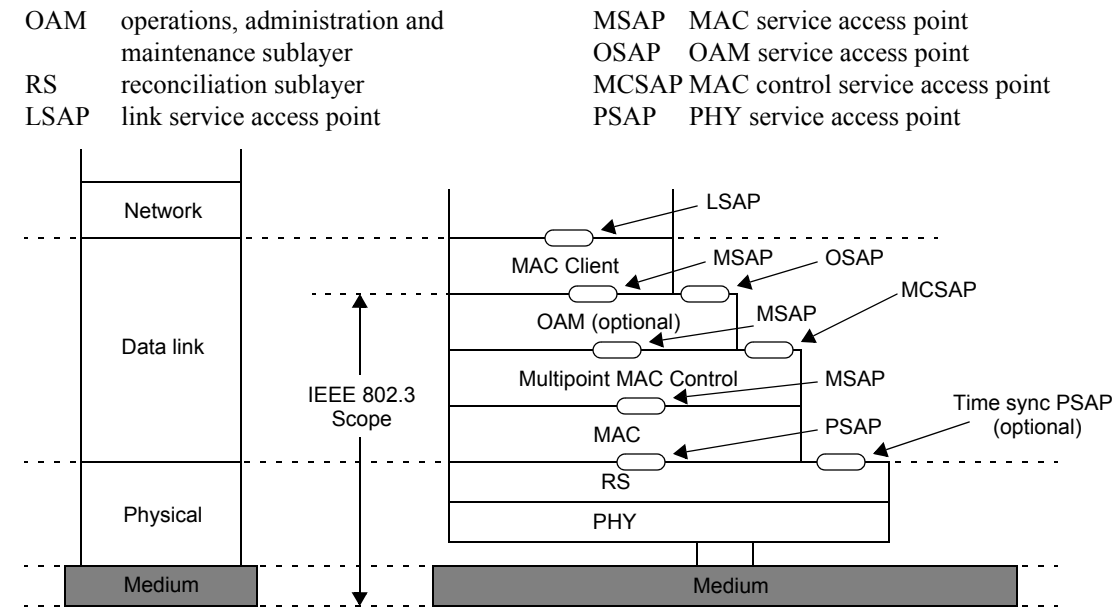 OAM operations, administration and maintenance sublayer
RS reconciliation sublayer
LSAP link service access point
MSAP MAC service access point
OSAP OAM service access point
MCSAP MAC control service access point
PSAP PHY service access point
Network
Data link
Physical
Medium
IEEE 802.3
Scope
LSAP
MAC Client
MSAP
OSAP
OAM (optional)
MSAP
MCSAP
Multipoint MAC Control
MSAP
MAC
PSAP
Time sync PSAP
(optional)
RS
PHY
Medium